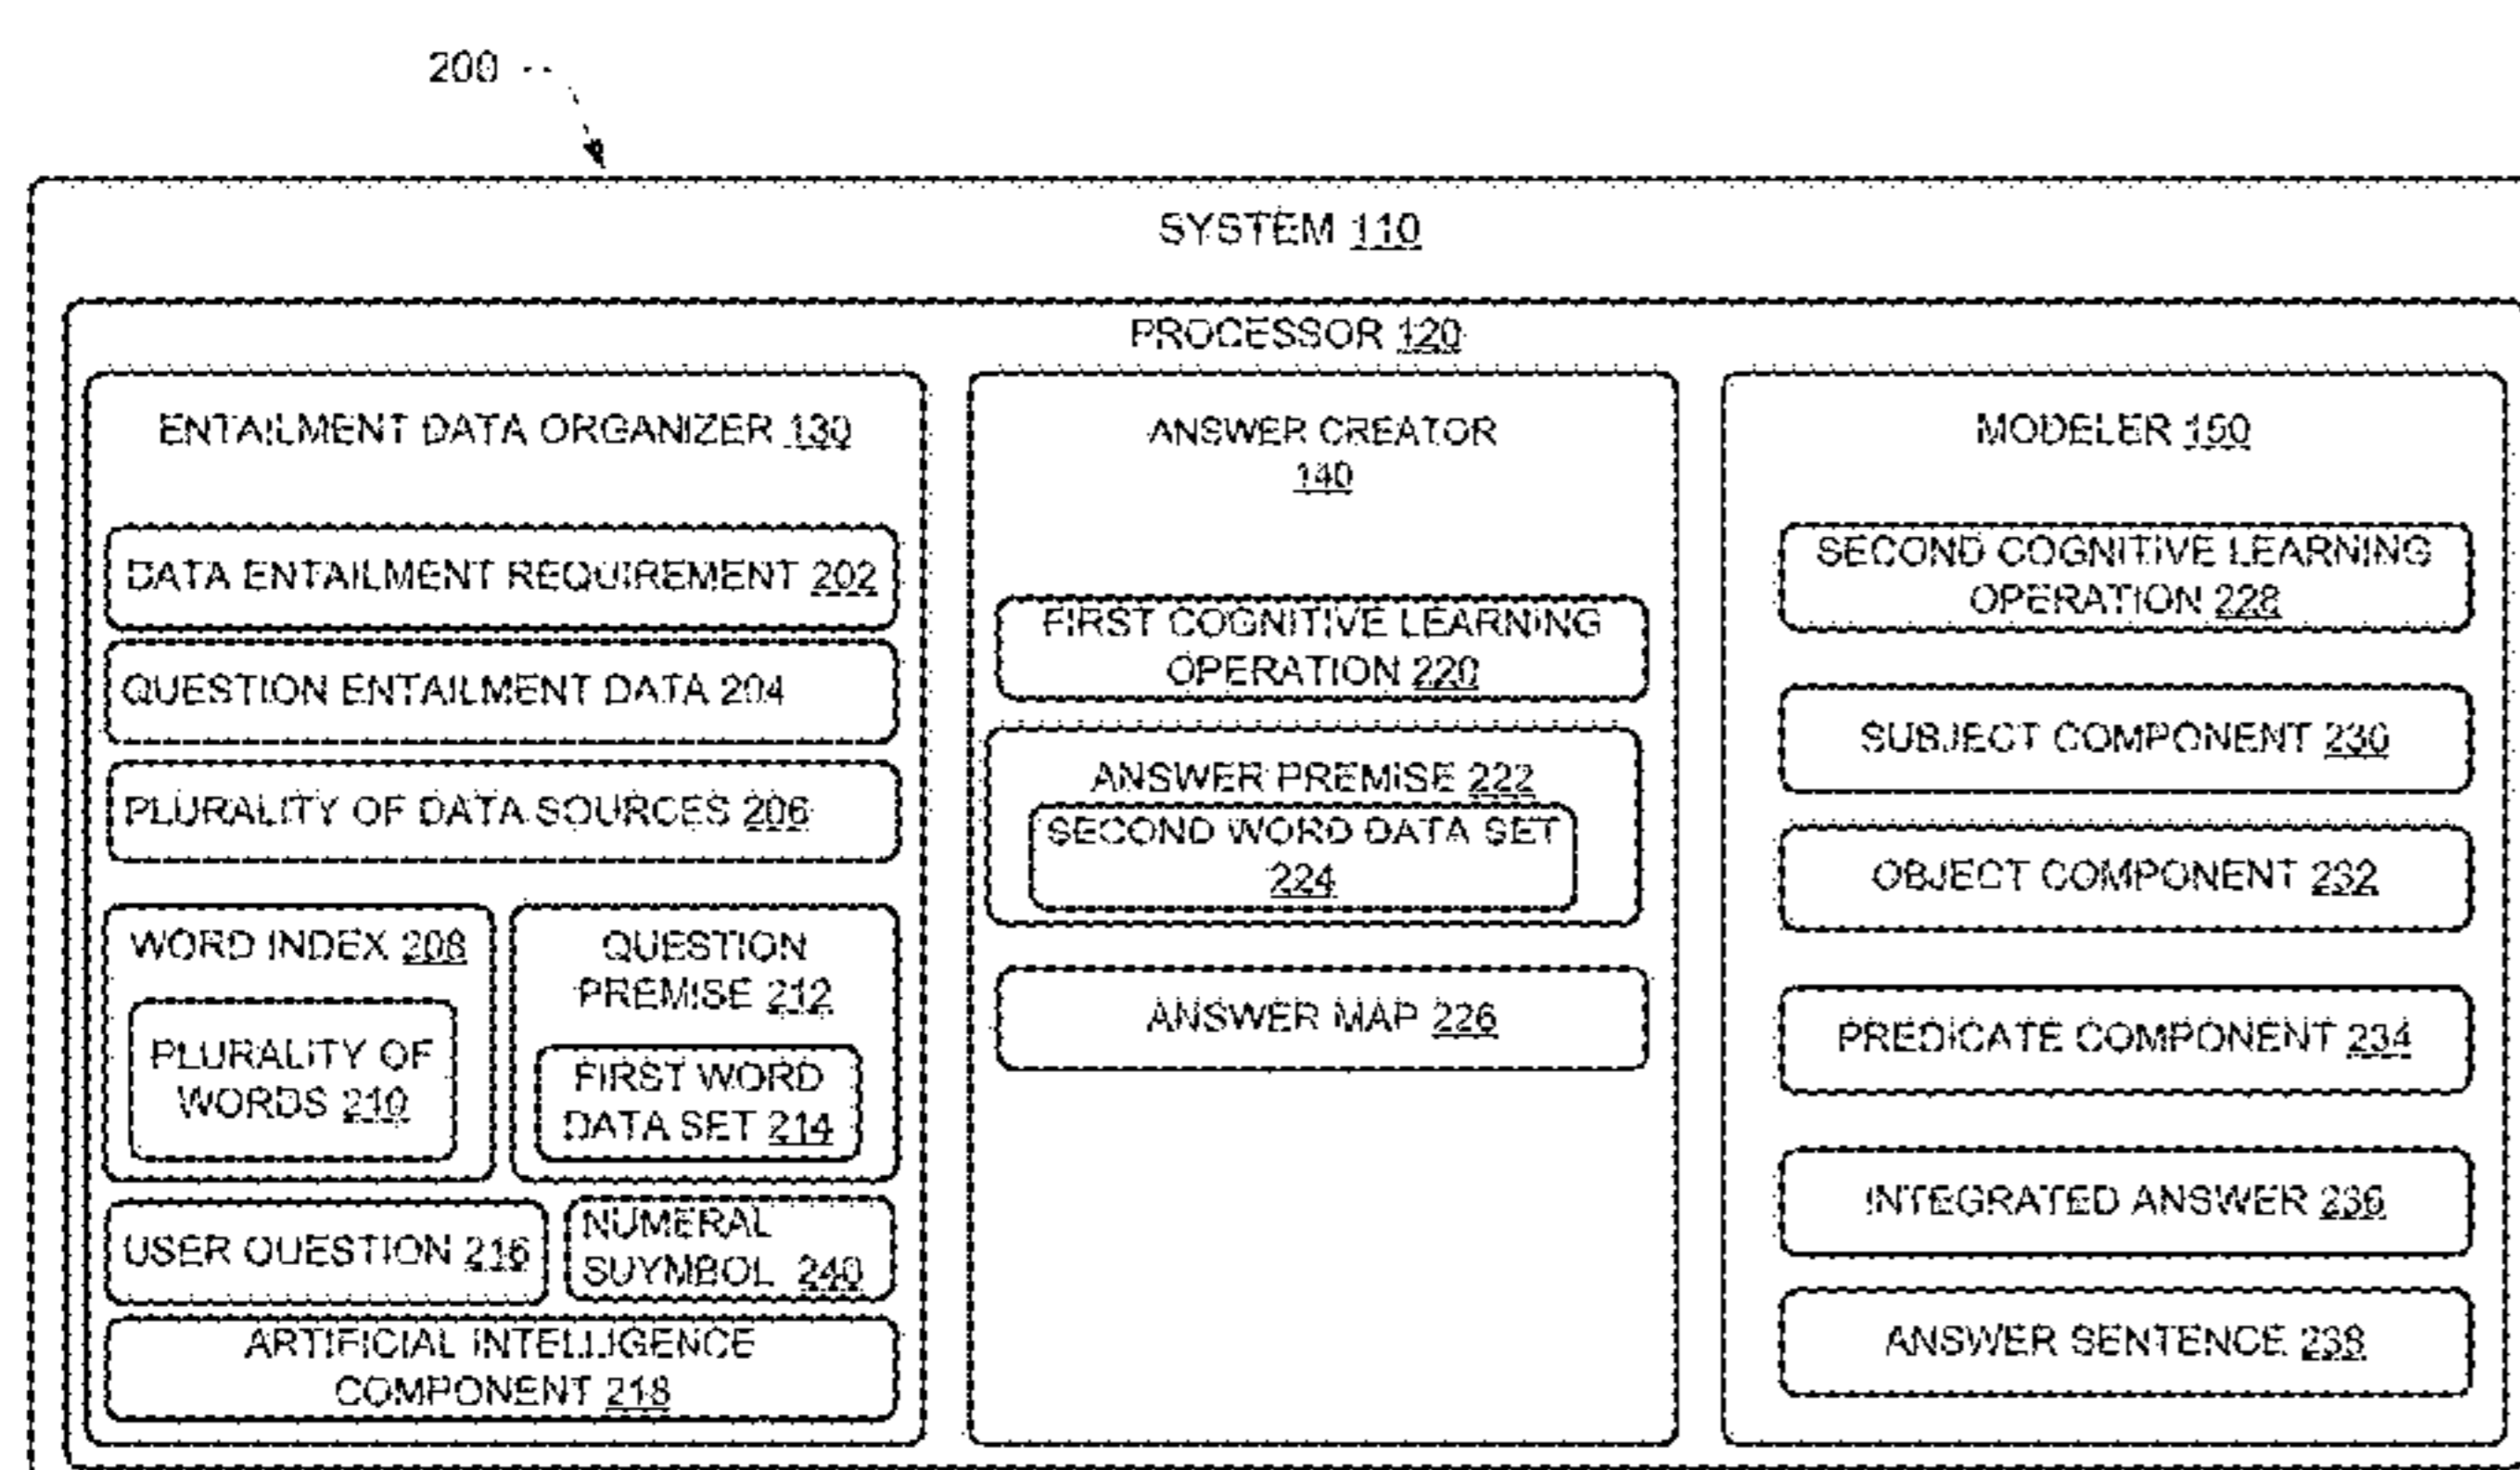 200
SYSTEM 110
PROCESSOR 120
ENTAILMENT DATA ORGANIZER 130
DATA ENTAILMENT REQUIREMENT 202
QUESTION ENTAILMENT DATA 204
PLURALITY OF DATA SOURCES 206
WORD INDEX 208
PLURALITY OF
WORDS 210
QUESTION
PREMISE 212
FIRST WORD
DATA SET 214
USER QUESTION 216
NUMERAL
SUYMBOL 240
ARTIFICIAL INTELLIGENCE
COMPONENT 218
ANSWER CREATOR
140
FIRST COGNITIVE LEARNING
OPERATION 220
ANSWER PREMISE 222
SECOND WORD DATA SET
224
ANSWER MAP 226
MODELER 150
SECOND COGNITIVE LEARNING
OPERATION 228
SUBJECT COMPONENT 230
OBJECT COMPONENT 232
PREDICATE COMPONENT 234
INTEGRATED ANSWER 236
ANSWER SENTENCE 238